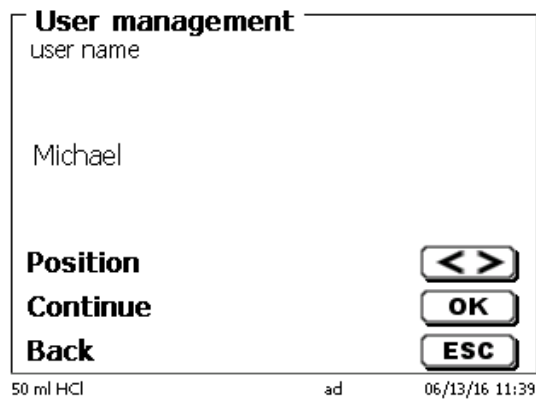 User management
user name
Michael
Position < >
Continue OK
Back ESC
50 ml HCl ad 06/13/16 11:39